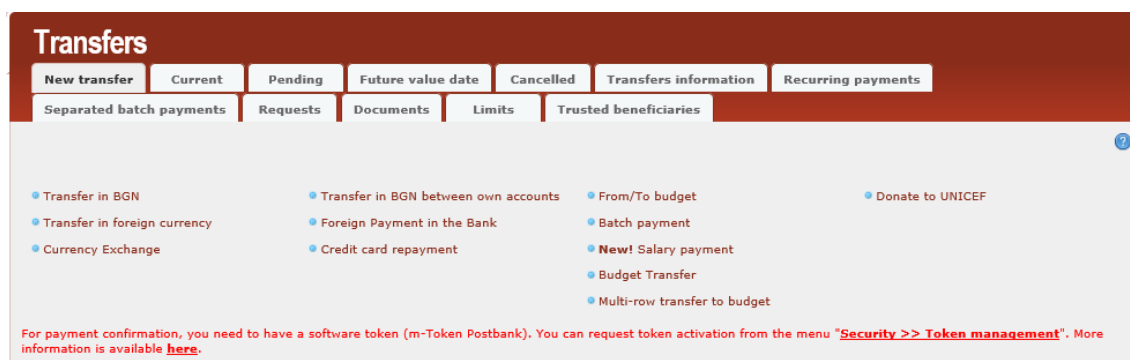 Transfers
New transfer Current Pending Future value date Cancelled Transfers information Recurring payments
Separated batch payments Requests Documents Limits Trusted beneficiaries
?
Transfer in BGN Transfer in BGN between own accounts From/To budget Donate to UNICEF
Transfer in foreign currency Foreign Payment in the Bank Batch payment
Currency Exchange Credit card repayment New! Salary payment
Budget Transfer
Multi-row transfer to budget
For payment confirmation, you need to have a software token (m-Token Postbank). You can request token activation from the menu "Security >> Token management". More
information is available here.